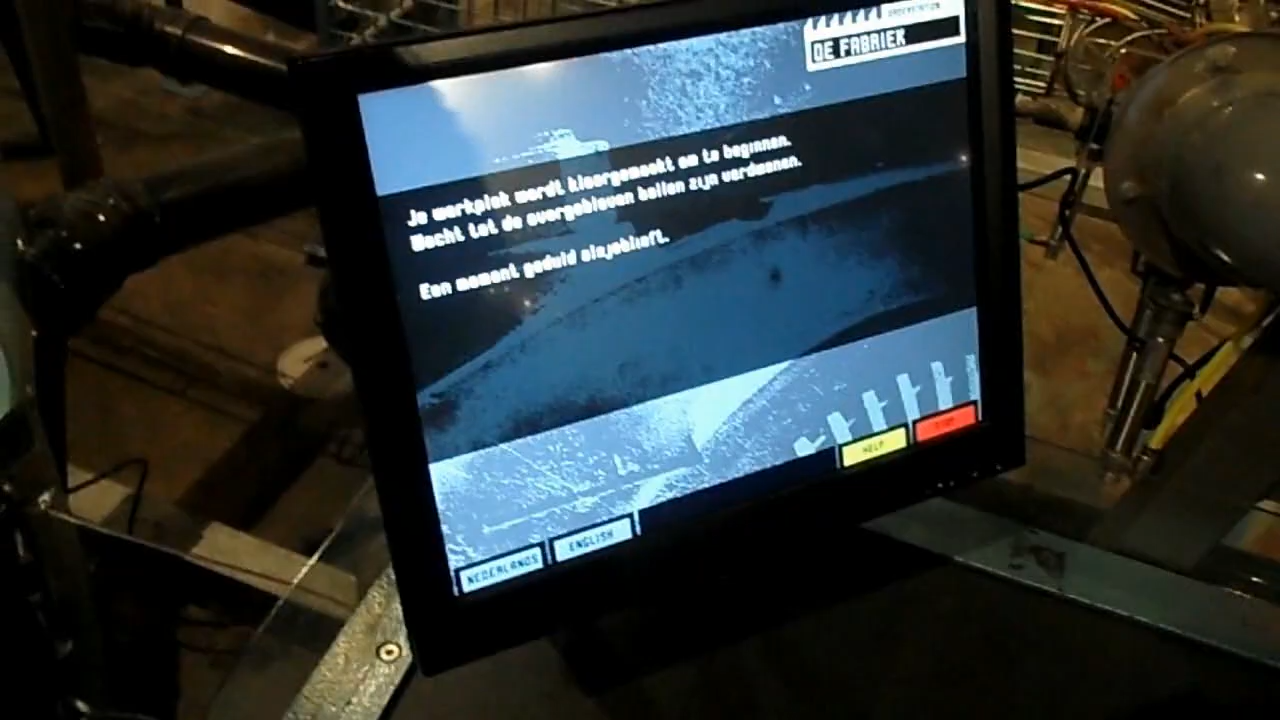 DE FABRIEK
Je werkplek wordt klaargemaakt om te beginnen.
Wacht tot de overgebleven ballen zijn verdwenen.
Een moment geduld alsjeblieft.
HELP
NEDERLANDS
ENGLISH